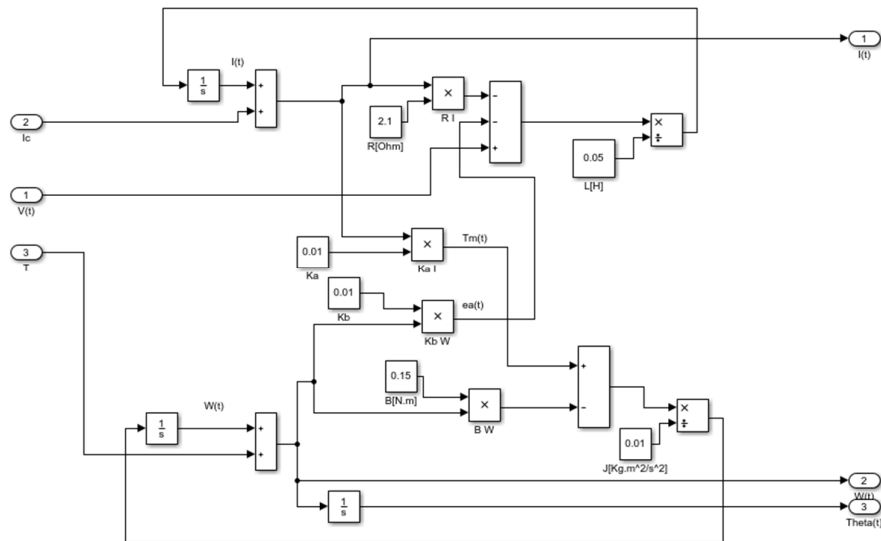 1
I(t)
I(t)
1
s
+
+
2
Ic
×
R I
2.1
R[Ohm]
−
−
+
×
÷
0.05
L[H]
1
V(t)
3
T
0.01
Ka
×
Ka I
Tm(t)
0.01
Kb
×
Kb W
ea(t)
0.15
B[N.m]
×
B W
+
−
×
÷
0.01
J[Kg.m^2/s^2]
1
s
W(t)
+
+
2
W(t)
1
s
3
Theta(t)